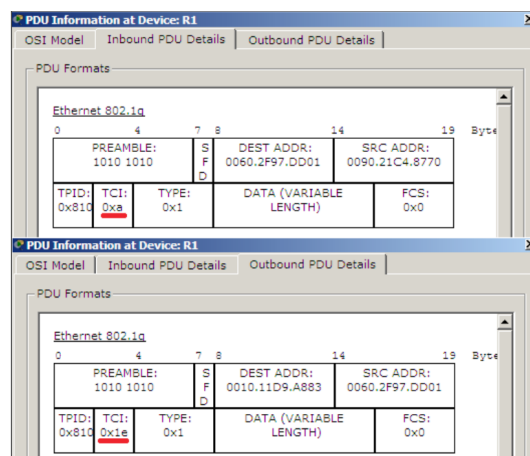 PDU Information at Device: R1
OSI Model Inbound PDU Details Outbound PDU Details
PDU Formats
Ethernet 802.1q
0 4 7 8 14 19 Byte
PREAMBLE: 1010 1010 SFD DEST ADDR: 0060.2F97.DD01 SRC ADDR: 0090.21C4.8770
TPID: 0x810 TCI: 0xa TYPE: 0x1 DATA (VARIABLE LENGTH) FCS: 0x0
PDU Information at Device: R1
OSI Model Inbound PDU Details Outbound PDU Details
PDU Formats
Ethernet 802.1q
0 4 7 8 14 19 Byte
PREAMBLE: 1010 1010 SFD DEST ADDR: 0010.11D9.A883 SRC ADDR: 0060.2F97.DD01
TPID: 0x810 TCI: 0x1e TYPE: 0x1 DATA (VARIABLE LENGTH) FCS: 0x0